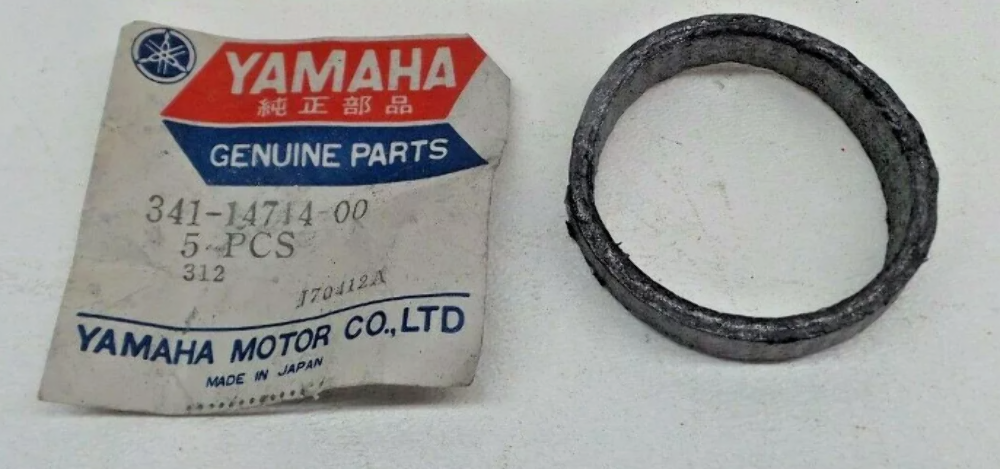 YAMAHA
純正部品
GENUINE PARTS
341-14714-00
5 PCS
312
J70412A
YAMAHA MOTOR CO., LTD
MADE IN JAPAN